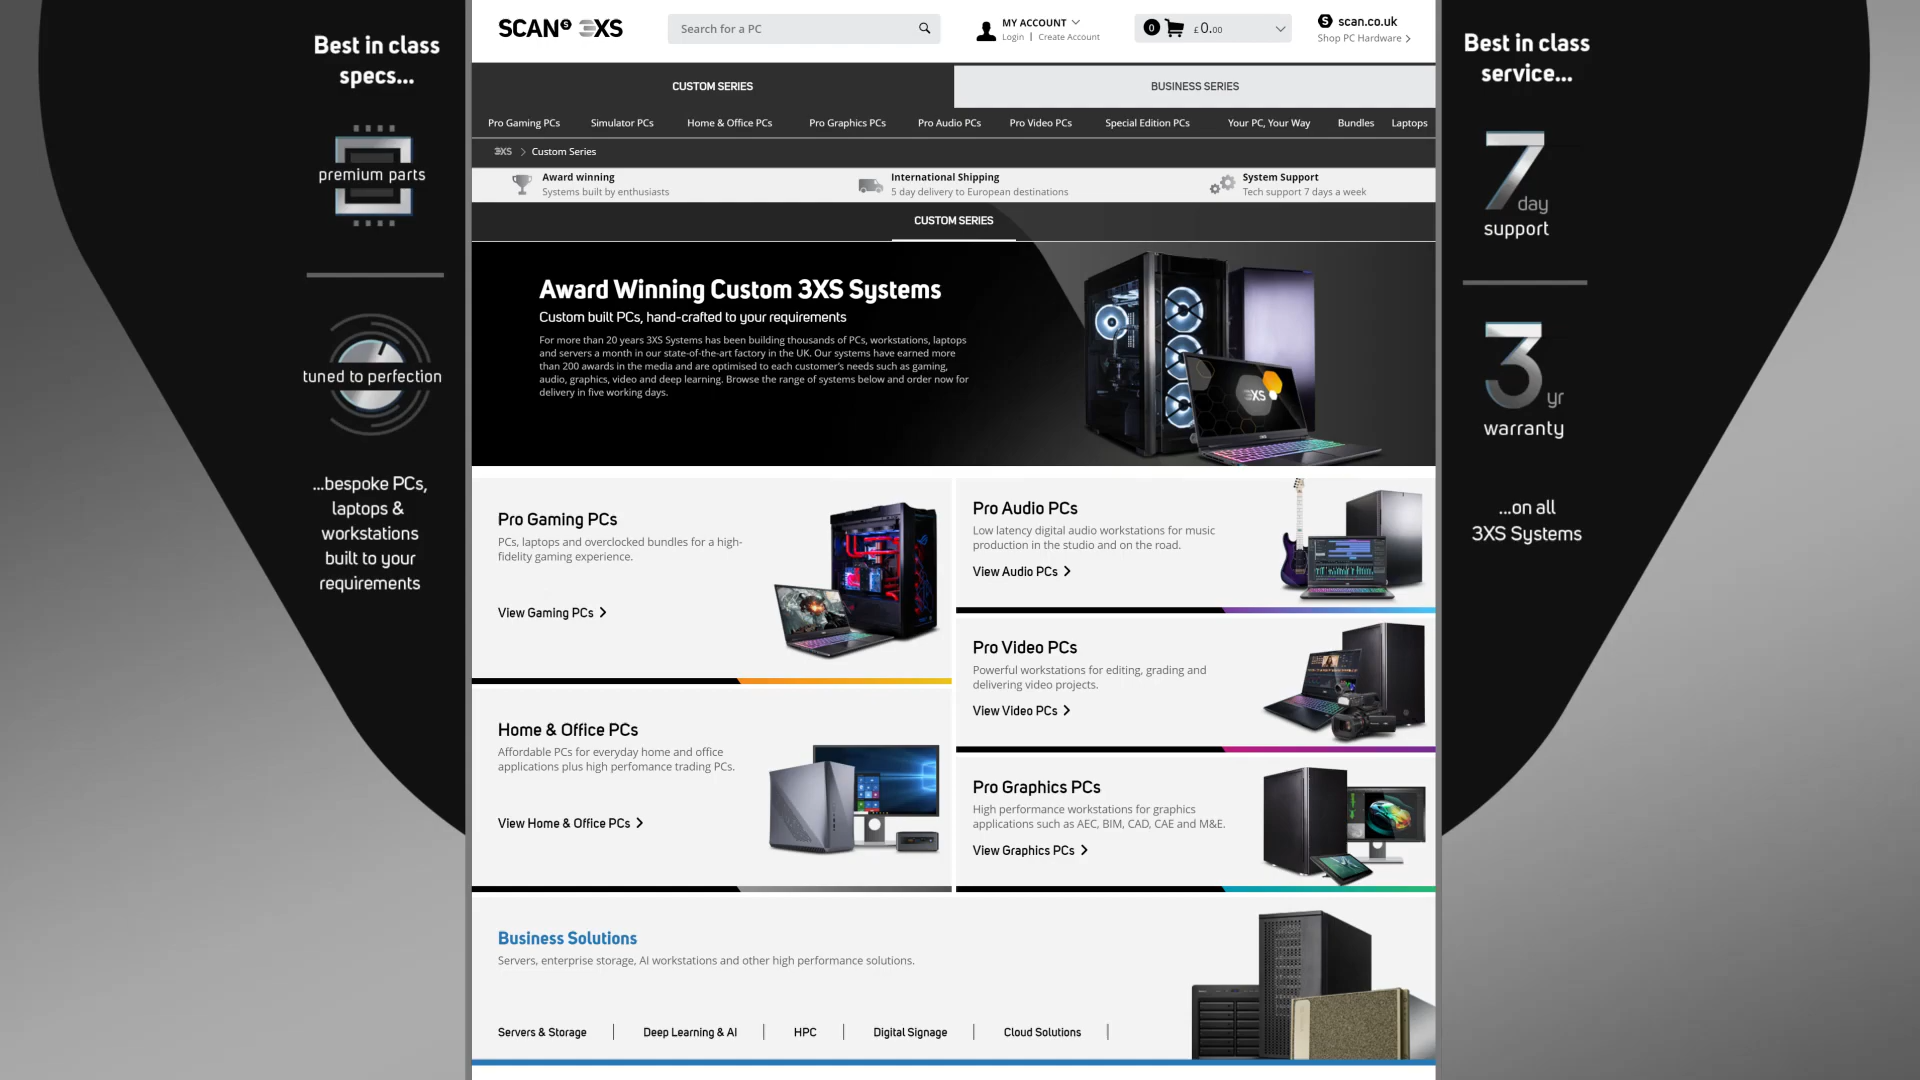 Best in class
specs...
premium parts
tuned to perfection
...bespoke PCs,
laptops &
workstations
built to your
requirements
SCAN S 3XS
Search for a PC
MY ACCOUNT
Login | Create Account
0 £0.00
S scan.co.uk
Shop PC Hardware
CUSTOM SERIES
BUSINESS SERIES
Pro Gaming PCs Simulator PCs Home & Office PCs Pro Graphics PCs Pro Audio PCs Pro Video PCs Special Edition PCs Your PC, Your Way Bundles Laptops
3XS > Custom Series
Award winning
Systems built by enthusiasts
International Shipping
5 day delivery to European destinations
System Support
Tech support 7 days a week
CUSTOM SERIES
Award Winning Custom 3XS Systems
Custom built PCs, hand-crafted to your requirements
For more than 20 years 3XS Systems has been building thousands of PCs, workstations, laptops
and servers a month in our state-of-the-art factory in the UK. Our systems have earned more
than 200 awards in the media and are optimised to each customer's needs such as gaming,
audio, graphics, video and deep learning. Browse the range of systems below and order now for
delivery in five working days.
3XS
Pro Gaming PCs
PCs, laptops and overclocked bundles for a high-
fidelity gaming experience.
View Gaming PCs
Home & Office PCs
Affordable PCs for everyday home and office
applications plus high perfomance trading PCs.
View Home & Office PCs
Pro Audio PCs
Low latency digital audio workstations for music
production in the studio and on the road.
View Audio PCs
Pro Video PCs
Powerful workstations for editing, grading and
delivering video projects.
View Video PCs
Pro Graphics PCs
High performance workstations for graphics
applications such as AEC, BIM, CAD, CAE and M&E.
View Graphics PCs
Business Solutions
Servers, enterprise storage, AI workstations and other high performance solutions.
Servers & Storage | Deep Learning & AI | HPC | Digital Signage | Cloud Solutions |
Best in class
service...
7 day
support
3 yr
warranty
...on all
3XS Systems